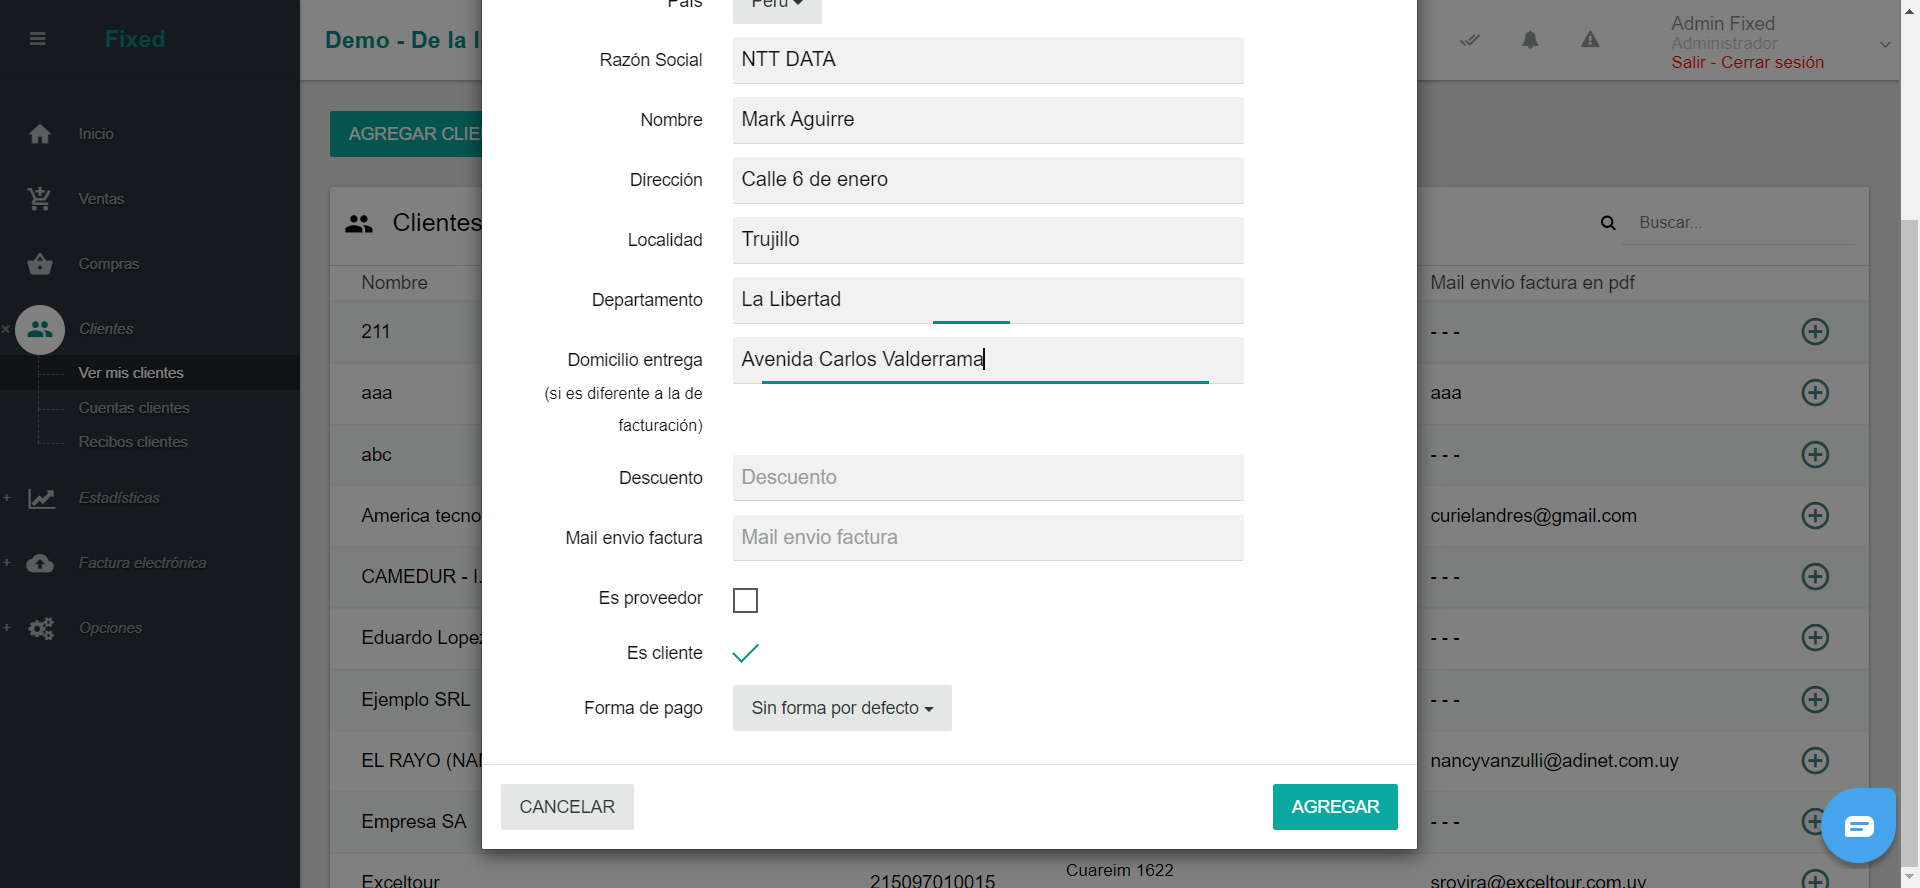 Fixed
Demo - De la l
Admin Fixed
Administrador
Salir - Cerrar sesión
Inicio
Ventas
Compras
Clientes
Ver mis clientes
Cuentas clientes
Recibos clientes
Estadísticas
Factura electrónica
Opciones
AGREGAR CLIE
Clientes
Buscar...
Nombre
Mail envio factura en pdf
211
- - -
aaa
aaa
abc
- - -
America tecno
curielandres@gmail.com
CAMEDUR - I.
- - -
Eduardo Lopez
- - -
Ejemplo SRL
- - -
EL RAYO (NAN
nancyvanzulli@adinet.com.uy
Empresa SA
- - -
Exceltour
215097010015
Cuareim 1622
srovira@exceltour.com.uy
País
Perú
Razón Social
NTT DATA
Nombre
Mark Aguirre
Dirección
Calle 6 de enero
Localidad
Trujillo
Departamento
La Libertad
Domicilio entrega
Avenida Carlos Valderrama
(si es diferente a la de
facturación)
Descuento
Descuento
Mail envio factura
Mail envio factura
Es proveedor
Es cliente
Forma de pago
Sin forma por defecto
CANCELAR
AGREGAR